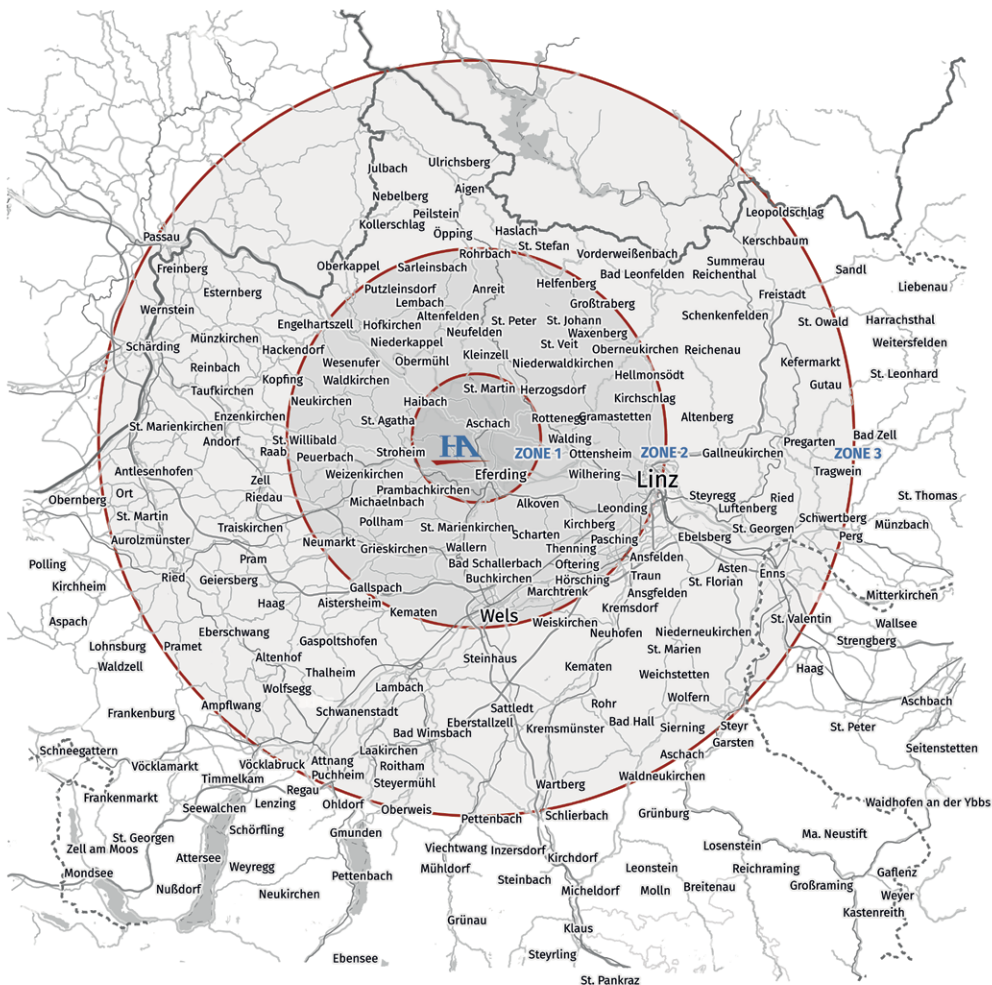 Ulrichsberg
Julbach
Aigen
Nebelberg
Peilstein
Leopoldschlag
Kollerschlag
Öpping
Haslach
Passau
St. Stefan
Kerschbaum
Rohrbach
Vorderweißenbach
Summerau
Freinberg
Oberkappel
Sarleinsbach
Bad Leonfelden
Reichenthal
Sandl
Helfenberg
Liebenau
Esternberg
Putzleinsdorf
Anreit
Freistadt
Lembach
Großtraberg
Wernstein
Altenfelden
St. Peter
St. Johann
Schenkenfelden
St. Owald
Harrachsthal
Engelhartszell
Hofkirchen
Neufelden
Waxenberg
Münzkirchen
Niederkappel
St. Veit
Weitersfelden
Schärding
Hackendorf
Kleinzell
Oberneukirchen
Reichenau
Reinbach
Wesenufer
Obermühl
Niederwaldkirchen
Kefermarkt
St. Leonhard
Kopfing
Waldkirchen
Hellmonsödt
Gutau
Taufkirchen
St. Martin
Herzogsdorf
Neukirchen
Haibach
Kirchschlag
Enzenkirchen
St. Agatha
Aschach
Rottenegg
Gramastetten
Altenberg
St. Marienkirchen
Andorf
St. Willibald
Walding
Pregarten
Bad Zell
Raab
Peuerbach
Stroheim
HA
ZONE 1
Ottensheim
ZONE 2
Gallneukirchen
ZONE 3
Antlesenhofen
Weizenkirchen
Eferding
Wilhering
Linz
Tragwein
Zell
Riedau
Prambachkirchen
Obernberg
Ort
Michaelnbach
Alkoven
Leonding
Steyregg
Luftenberg
Ried
St. Thomas
St. Martin
Traiskirchen
Pollham
St. Marienkirchen
Kirchberg
St. Georgen
Schwertberg
Münzbach
Aurolzmünster
Neumarkt
Grieskirchen
Wallern
Scharten
Pasching
Ebelsberg
Perg
Thenning
Polling
Pram
Bad Schallerbach
Oftering
Ansfelden
Asten
Enns
Kirchheim
Ried
Geiersberg
Gallspach
Buchkirchen
Hörsching
Traun
St. Florian
Marchtrenk
Ansgfelden
Mitterkirchen
Haag
Aistersheim
Kematen
Wels
Kremsdorf
Aspach
Weiskirchen
St. Valentin
Wallsee
Eberschwang
Neuhofen
Niederneukirchen
Strengberg
Lohnsburg
Pramet
Gaspoltshofen
St. Marien
Waldzell
Altenhof
Steinhaus
Kematen
Weichstetten
Haag
Thalheim
Wolfsegg
Lambach
Wolfern
Aschbach
Ampflwang
Schwanenstadt
Sattledt
Rohr
Frankenburg
Eberstallzell
Kremsmünster
Bad Hall
Sierning
Steyr
St. Peter
Bad Wimsbach
Garsten
Schneegattern
Laakirchen
Aschach
Seitenstetten
Vöcklamarkt
Vöcklabruck
Attnang
Puchheim
Roitham
Timmelkam
Steyermühl
Wartberg
Waldneukirchen
Frankenmarkt
Regau
Seewalchen
Lenzing
Ohldorf
Oberweis
Pettenbach
Schlierbach
Grünburg
Waidhofen an der Ybbs
St. Georgen
Schörfling
Gmunden
Ma. Neustift
Zell am Moos
Viechtwang
Inzersdorf
Losenstein
Attersee
Weyregg
Mühldorf
Kirchdorf
Leonstein
Reichraming
Gaflenz
Mondsee
Pettenbach
Steinbach
Nußdorf
Neukirchen
Micheldorf
Molln
Breitenau
Großraming
Weyer
Kastenreith
Grünau
Klaus
Ebensee
Steyrling
St. Pankraz